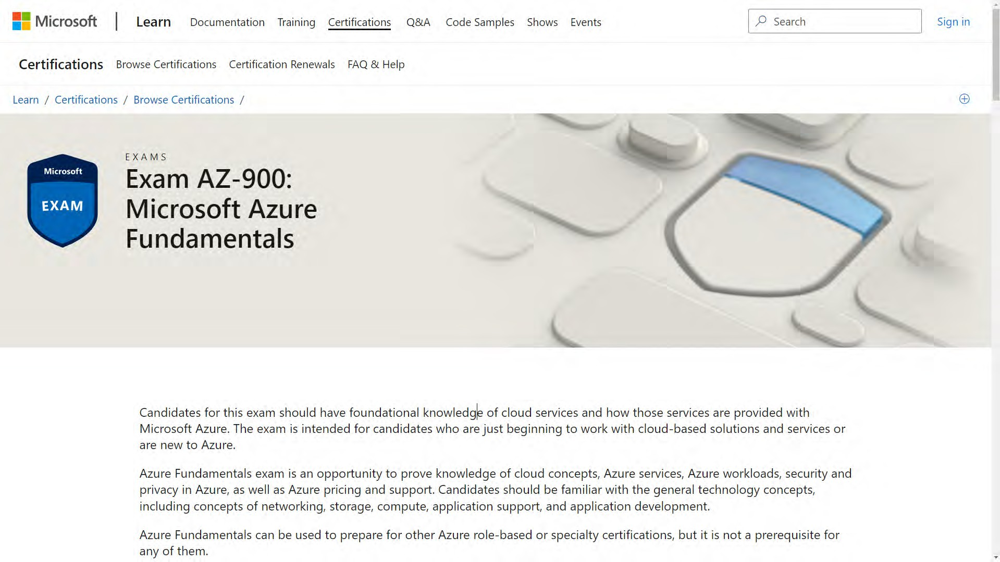 Microsoft | Learn Documentation Training Certifications Q&A Code Samples Shows Events Search Sign in
Certifications Browse Certifications Certification Renewals FAQ & Help
Learn / Certifications / Browse Certifications /
Microsoft
EXAM
EXAMS
Exam AZ-900:
Microsoft Azure
Fundamentals
Candidates for this exam should have foundational knowledge of cloud services and how those services are provided with
Microsoft Azure. The exam is intended for candidates who are just beginning to work with cloud-based solutions and services or
are new to Azure.
Azure Fundamentals exam is an opportunity to prove knowledge of cloud concepts, Azure services, Azure workloads, security and
privacy in Azure, as well as Azure pricing and support. Candidates should be familiar with the general technology concepts,
including concepts of networking, storage, compute, application support, and application development.
Azure Fundamentals can be used to prepare for other Azure role-based or specialty certifications, but it is not a prerequisite for
any of them.